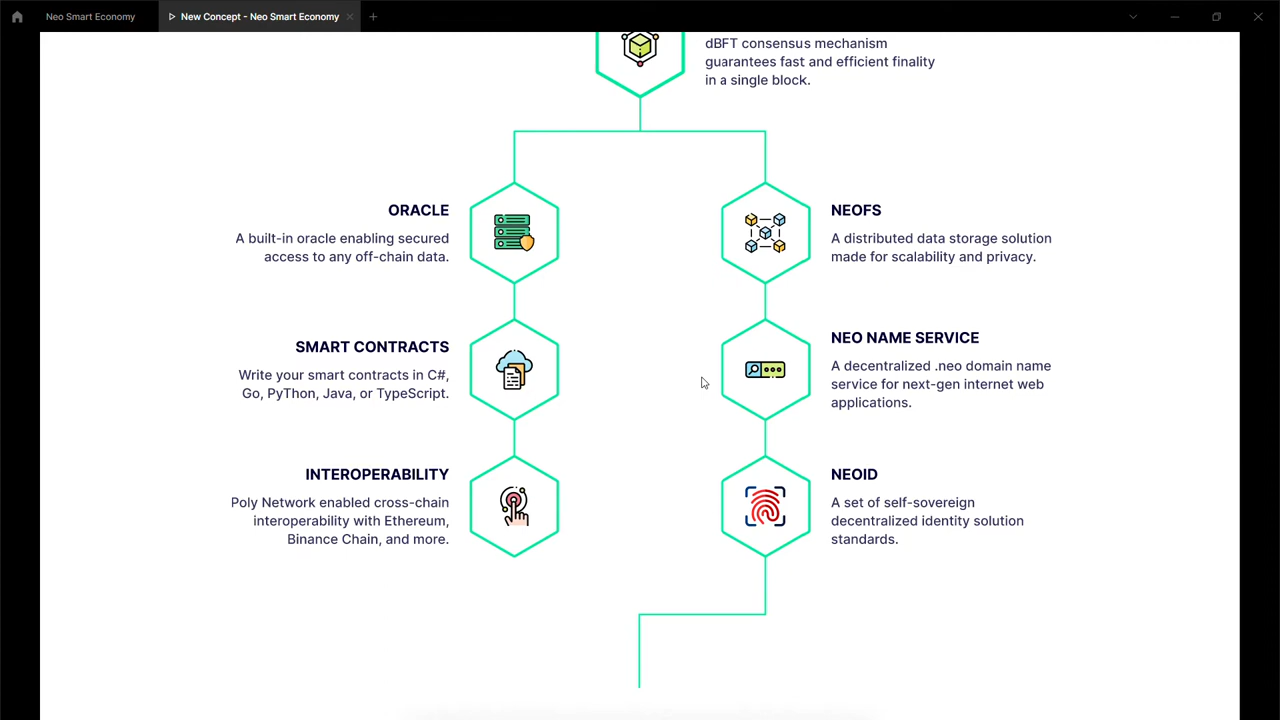 Neo Smart Economy
New Concept - Neo Smart Economy
dBFT consensus mechanism
guarantees fast and efficient finality
in a single block.
ORACLE
A built-in oracle enabling secured
access to any off-chain data.
NEOFS
A distributed data storage solution
made for scalability and privacy.
SMART CONTRACTS
Write your smart contracts in C#,
Go, PyThon, Java, or TypeScript.
NEO NAME SERVICE
A decentralized .neo domain name
service for next-gen internet web
applications.
INTEROPERABILITY
Poly Network enabled cross-chain
interoperability with Ethereum,
Binance Chain, and more.
NEOID
A set of self-sovereign
decentralized identity solution
standards.